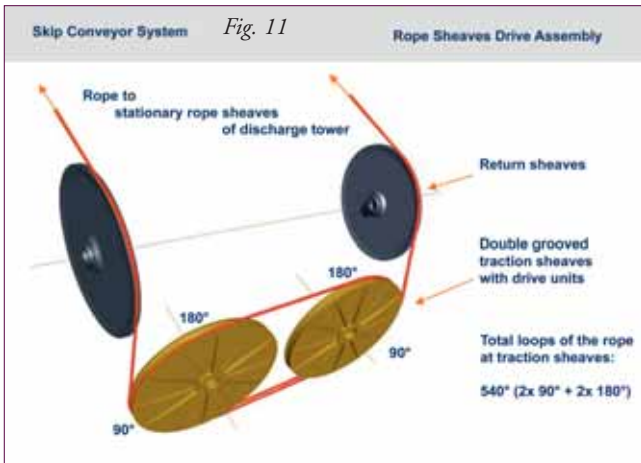 Skip Conveyor System
Fig. 11
Rope Sheaves Drive Assembly
Rope to
stationary rope sheaves
of discharge tower
Return sheaves
Double grooved
traction sheaves
with drive units
180°
180°
90°
90°
Total loops of the rope
at traction sheaves:
540° (2x 90° + 2x 180°)